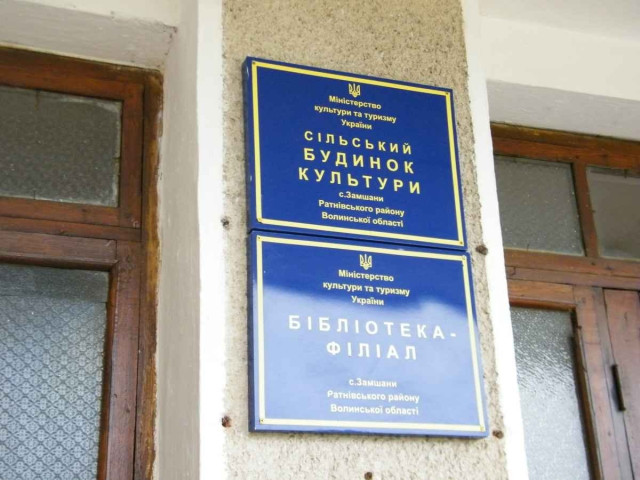 Міністерство
культури та туризму
України
СІЛЬСЬКИЙ
БУДИНОК
КУЛЬТУРИ
с.Замшани
Ратнівського району
Волинської області
Міністерство
культури та туризму
України
БІБЛІОТЕКА-
ФІЛІАЛ
с.Замшани
Ратнівського району
Волинської області